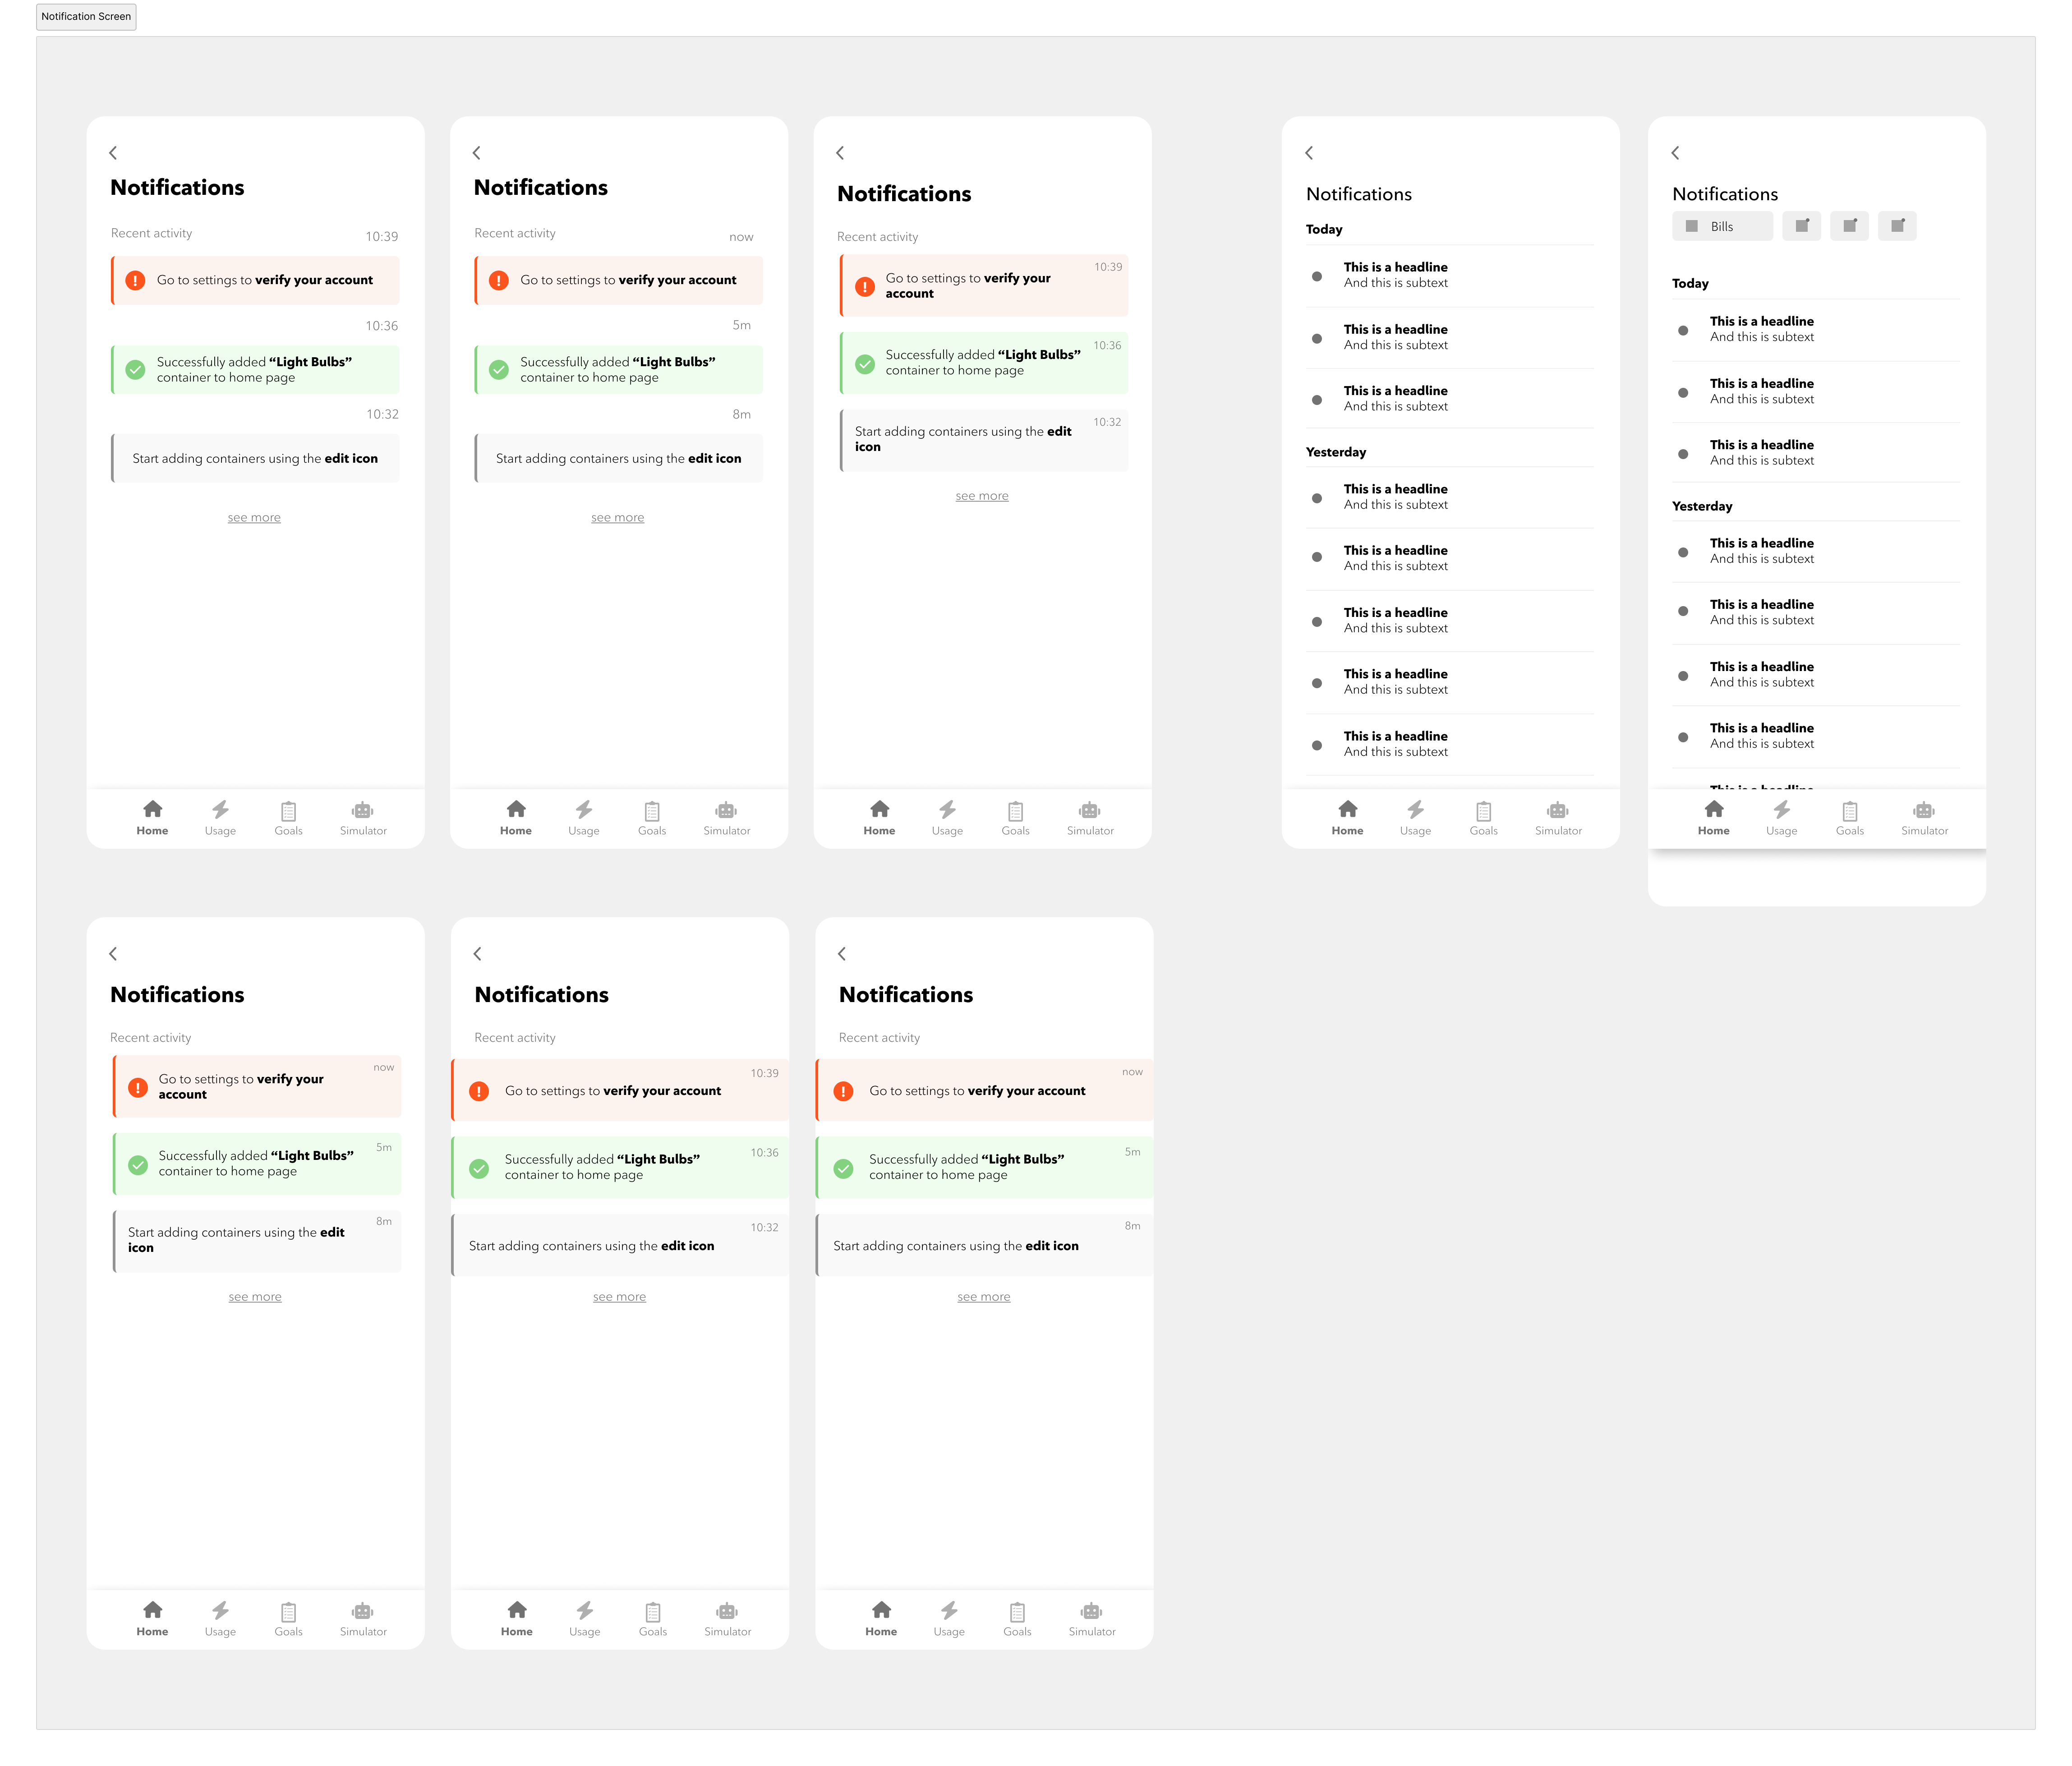 Notification Screen
Notifications
Recent activity
10:39
Go to settings to verify your account
10:36
Successfully added “Light Bulbs”
container to home page
10:32
Start adding containers using the edit icon
see more
Home
Usage
Goals
Simulator
Notifications
Recent activity
now
Go to settings to verify your account
5m
Successfully added “Light Bulbs”
container to home page
8m
Start adding containers using the edit icon
see more
Home
Usage
Goals
Simulator
Notifications
Recent activity
10:39
Go to settings to verify your
account
10:36
Successfully added “Light Bulbs”
container to home page
10:32
Start adding containers using the edit
icon
see more
Home
Usage
Goals
Simulator
Notifications
Today
This is a headline
And this is subtext
This is a headline
And this is subtext
This is a headline
And this is subtext
Yesterday
This is a headline
And this is subtext
This is a headline
And this is subtext
This is a headline
And this is subtext
This is a headline
And this is subtext
This is a headline
And this is subtext
Home
Usage
Goals
Simulator
Notifications
Bills
Today
This is a headline
And this is subtext
This is a headline
And this is subtext
This is a headline
And this is subtext
Yesterday
This is a headline
And this is subtext
This is a headline
And this is subtext
This is a headline
And this is subtext
This is a headline
And this is subtext
Home
Usage
Goals
Simulator
Notifications
Recent activity
now
Go to settings to verify your
account
5m
Successfully added “Light Bulbs”
container to home page
8m
Start adding containers using the edit
icon
see more
Home
Usage
Goals
Simulator
Notifications
Recent activity
10:39
Go to settings to verify your account
10:36
Successfully added “Light Bulbs”
container to home page
10:32
Start adding containers using the edit icon
see more
Home
Usage
Goals
Simulator
Notifications
Recent activity
now
Go to settings to verify your account
5m
Successfully added “Light Bulbs”
container to home page
8m
Start adding containers using the edit icon
see more
Home
Usage
Goals
Simulator